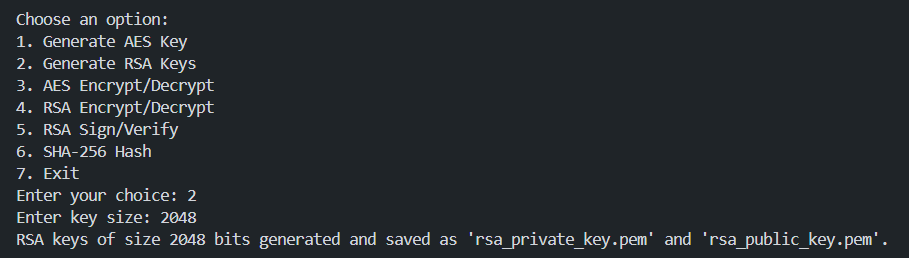 Choose an option:
1. Generate AES Key
2. Generate RSA Keys
3. AES Encrypt/Decrypt
4. RSA Encrypt/Decrypt
5. RSA Sign/Verify
6. SHA-256 Hash
7. Exit
Enter your choice: 2
Enter key size: 2048
RSA keys of size 2048 bits generated and saved as 'rsa_private_key.pem' and 'rsa_public_key.pem'.